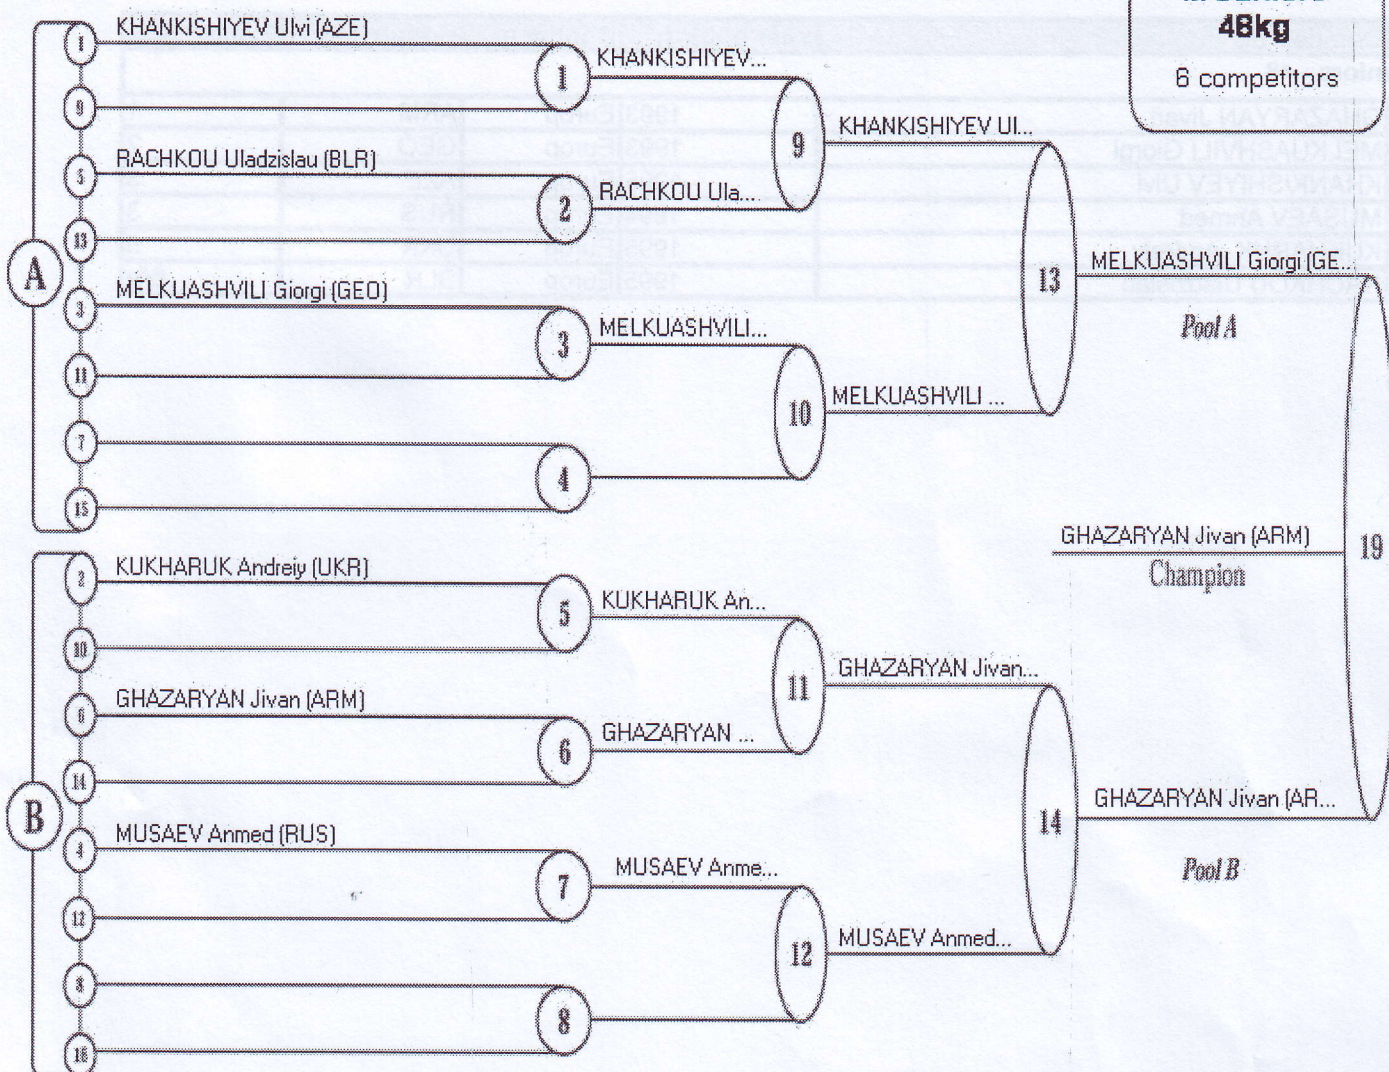 48kg
6 competitors
A
1
KHANKISHIYEV Ulvi (AZE)
9
1
KHANKISHIYEV...
5
RACHKOU Uladzislau (BLR)
13
2
RACHKOU Ula...
9
KHANKISHIYEV Ul...
3
MELKUASHVILI Giorgi (GEO)
11
3
MELKUASHVILI...
7
15
4
10
MELKUASHVILI ...
13
MELKUASHVILI Giorgi (GE...
Pool A
GHAZARYAN Jivan (ARM)
Champion
19
B
2
KUKHARUK Andreiy (UKR)
10
5
KUKHARUK An...
6
GHAZARYAN Jivan (ARM)
14
6
GHAZARYAN ...
11
GHAZARYAN Jivan...
4
MUSAEV Anmed (RUS)
12
7
MUSAEV Anme...
8
16
8
12
MUSAEV Anmed...
14
GHAZARYAN Jivan (AR...
Pool B